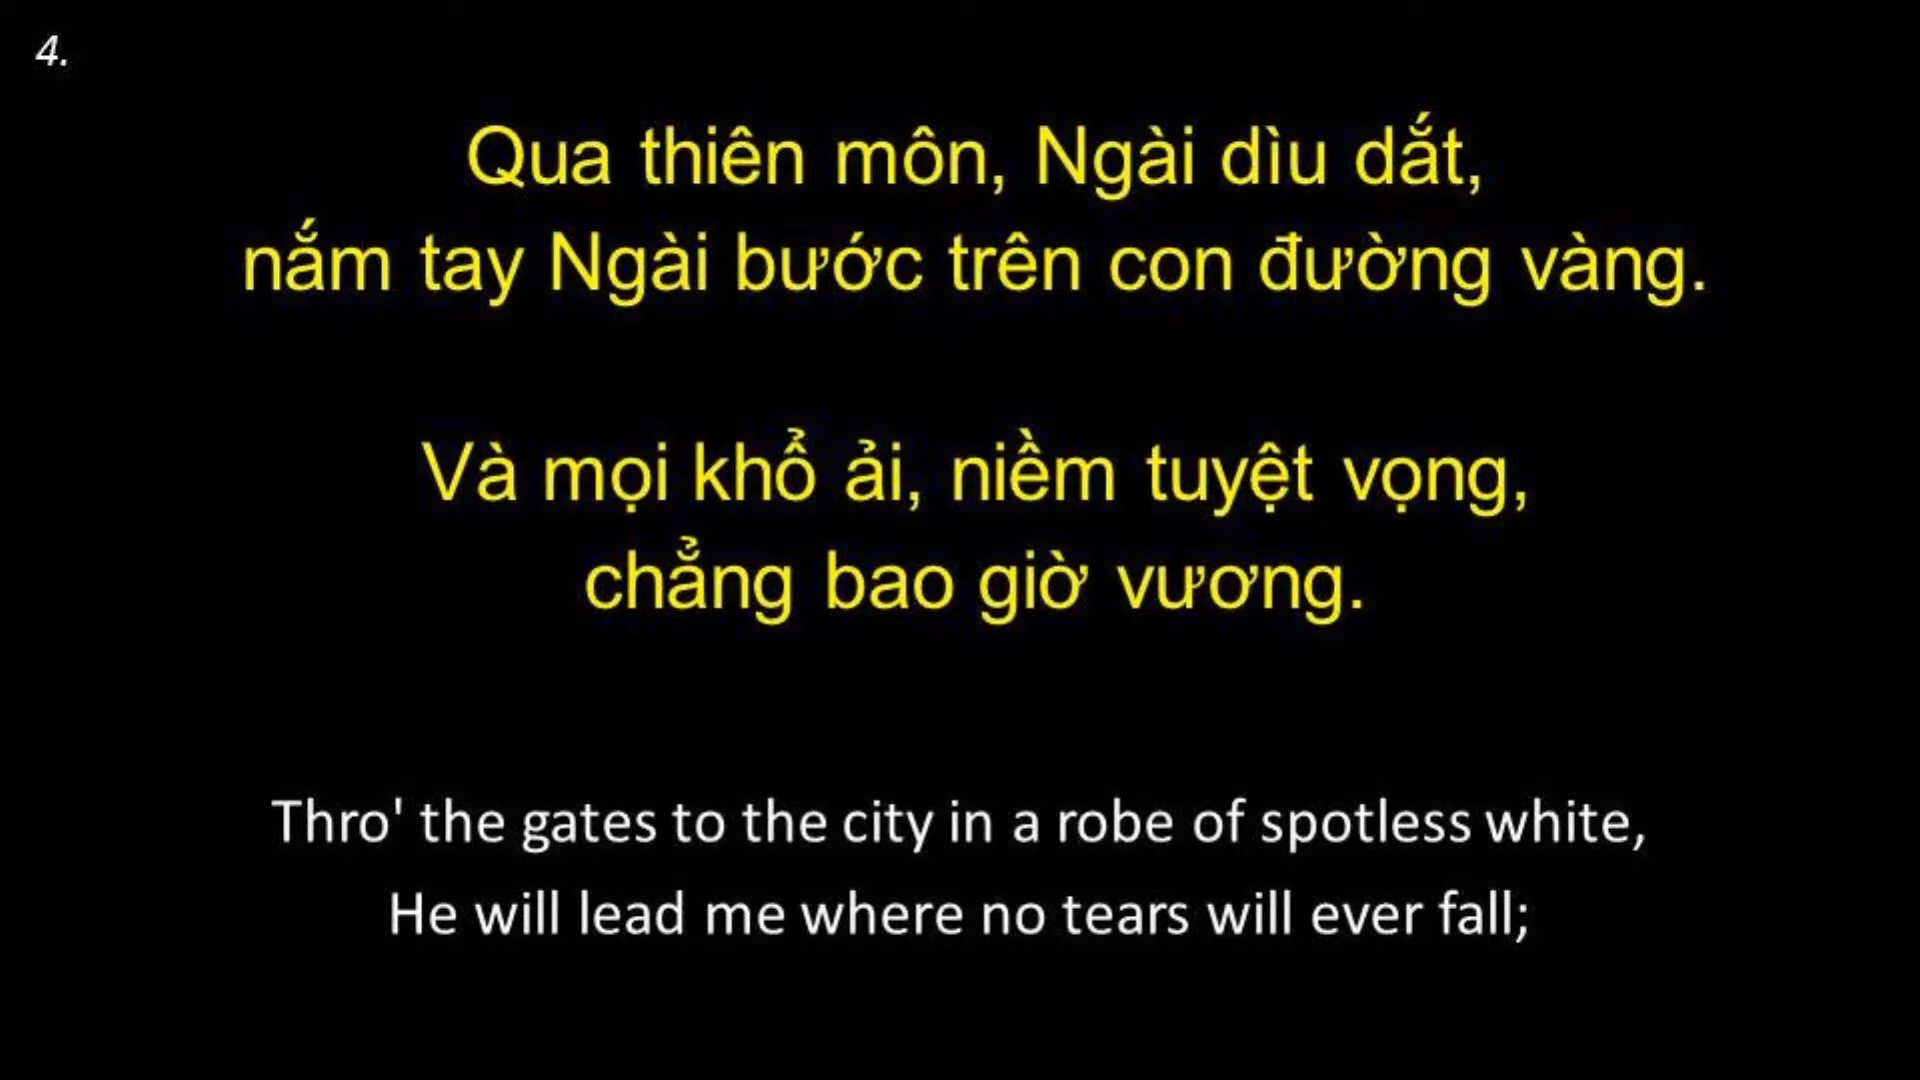 4.
Qua thiên môn, Ngài dìu dắt,
nắm tay Ngài bước trên con đường vàng.
Và mọi khổ ải, niềm tuyệt vọng,
chẳng bao giờ vương.
Thro' the gates to the city in a robe of spotless white,
He will lead me where no tears will ever fall;